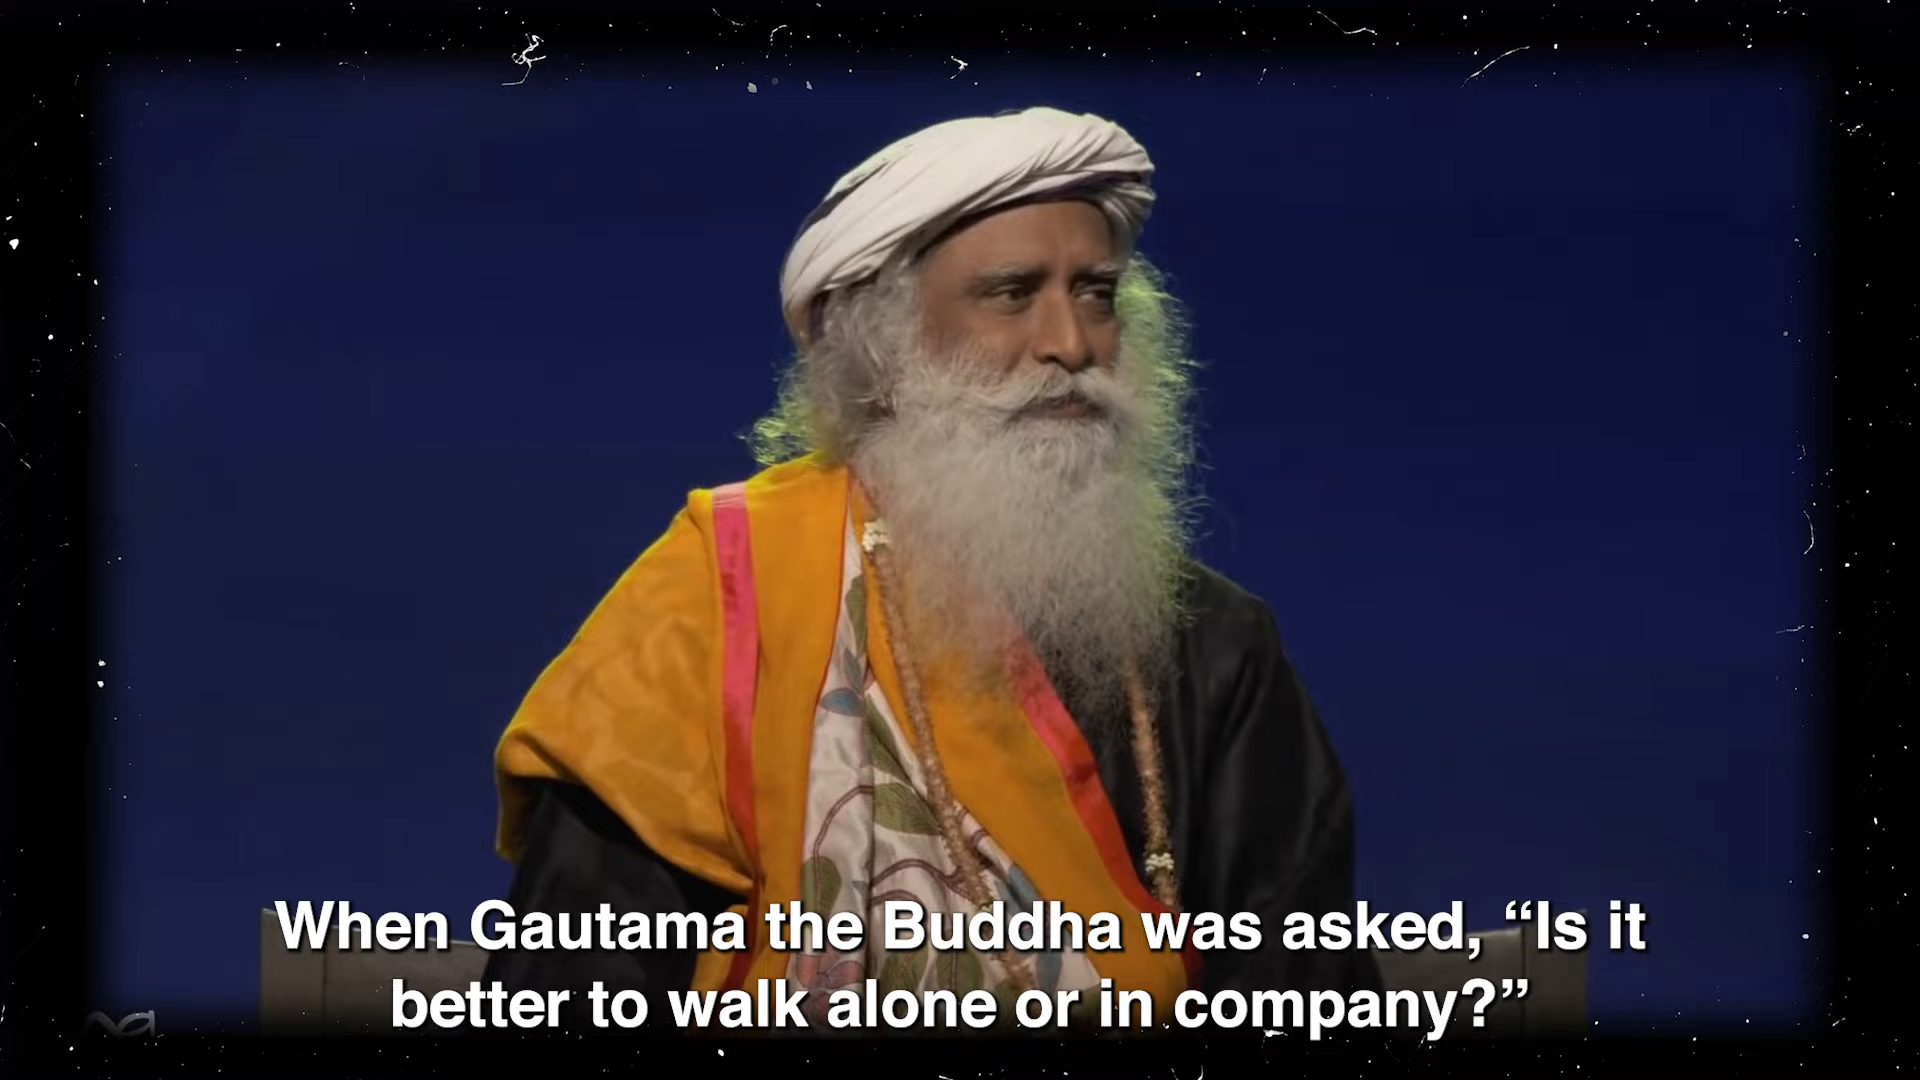 When Gautama the Buddha was asked, “Is it
better to walk alone or in company?”